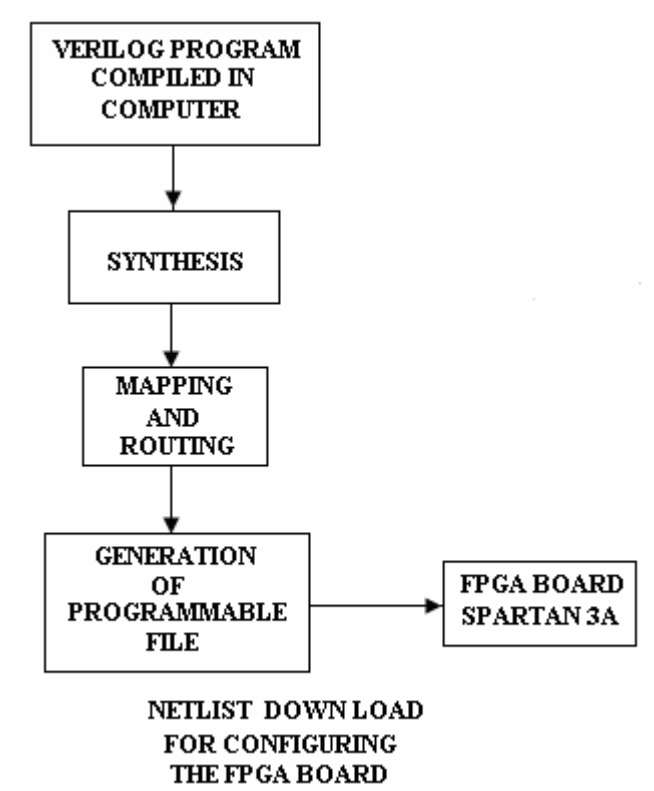 VERILOG PROGRAM
COMPILED IN
COMPUTER
SYNTHESIS
MAPPING
AND
ROUTING
GENERATION
OF
PROGRAMMABLE
FILE
FPGA BOARD
SPARTAN 3A
NETLIST DOWN LOAD
FOR CONFIGURING
THE FPGA BOARD